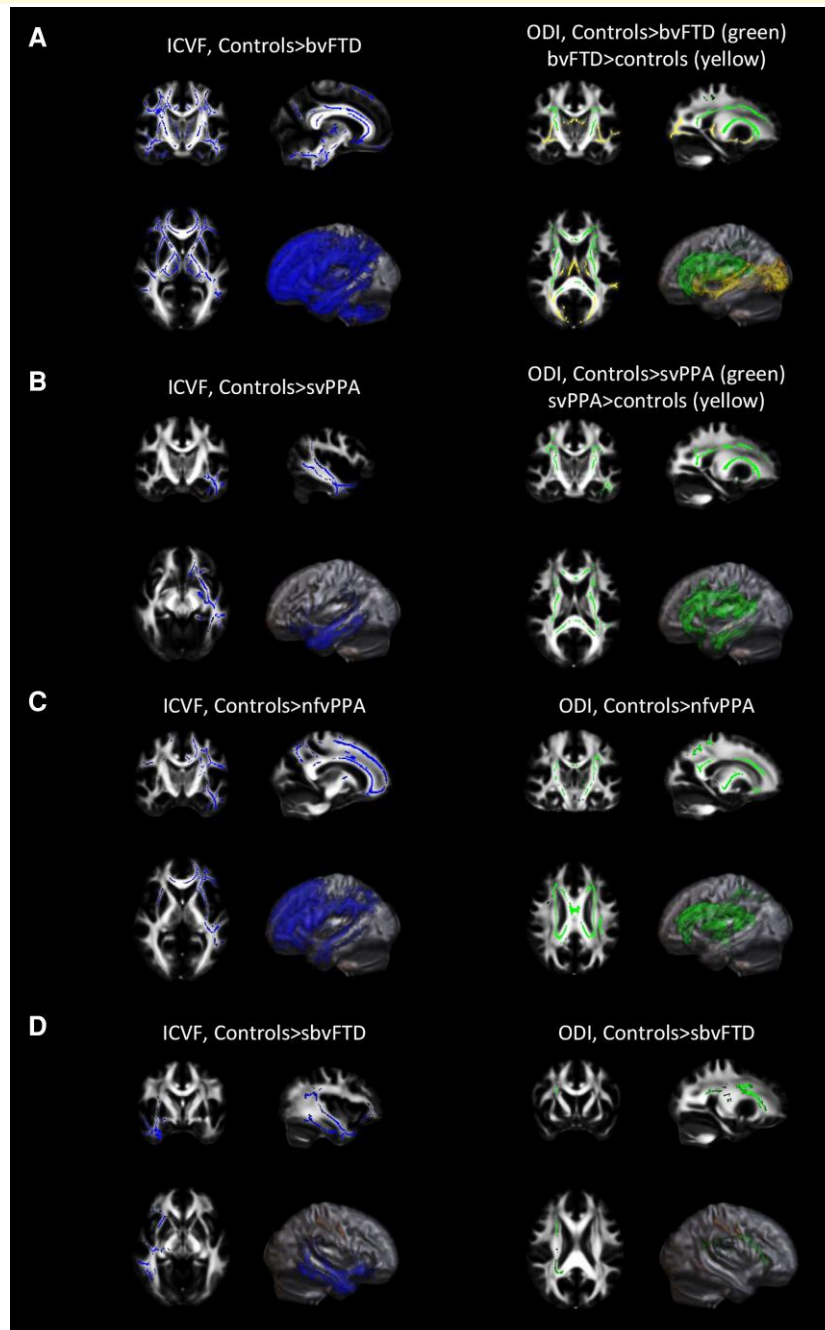 A
ICVF, Controls>bvFTD
ODI, Controls>bvFTD (green)
bvFTD>controls (yellow)
B
ICVF, Controls>svPPA
ODI, Controls>svPPA (green)
svPPA>controls (yellow)
C
ICVF, Controls>nfvPPA
ODI, Controls>nfvPPA
D
ICVF, Controls>sbvFTD
ODI, Controls>sbvFTD